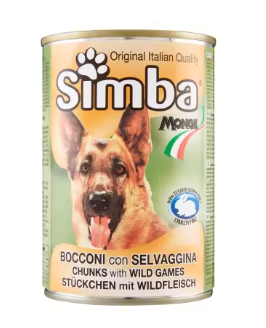 Original Italian Quality
Simba®
MONGE
BOCCONI con SELVAGGINA
CHUNKS with WILD GAMES
STÜCKCHEN mit WILDFLEISCH